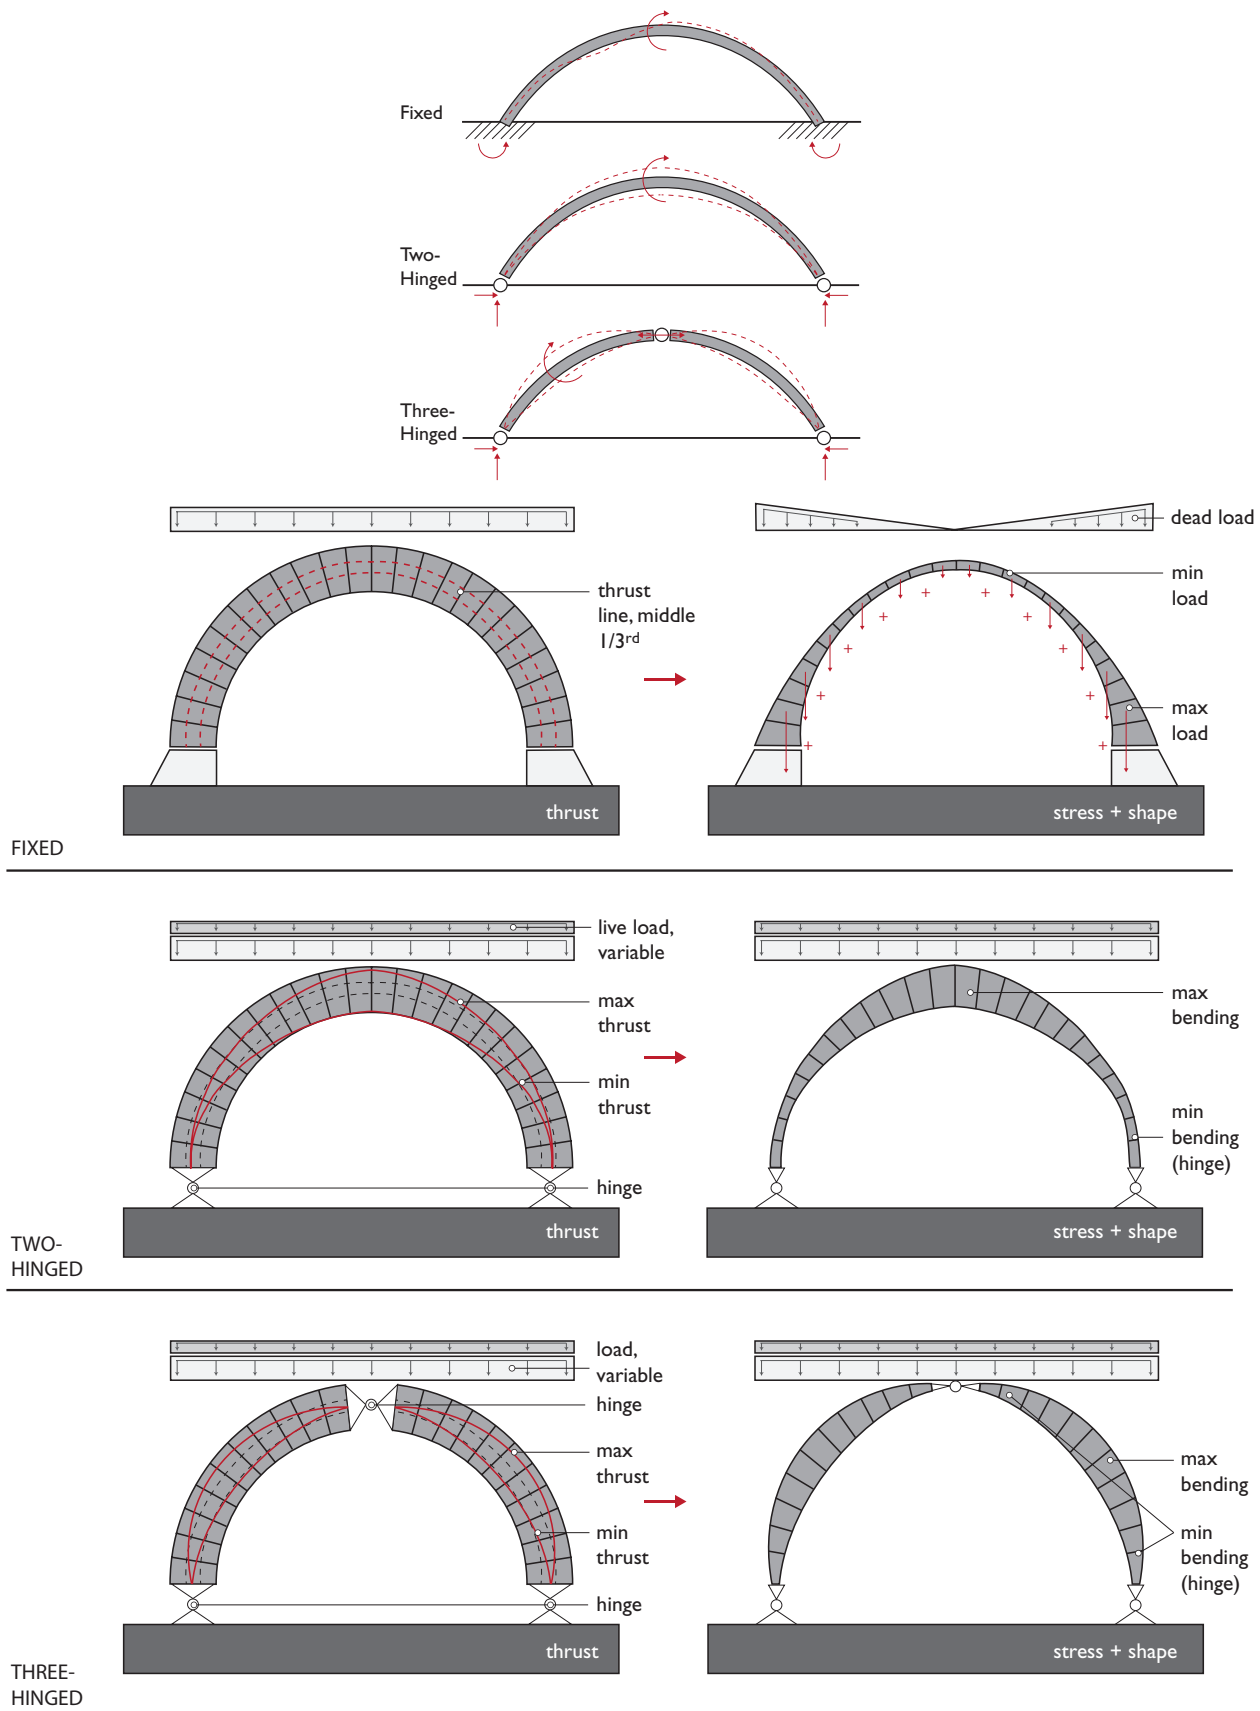 Fixed
Two-
Hinged
Three-
Hinged
dead load
thrust
line, middle
1/3rd
min
load
max
load
thrust
stress + shape
FIXED
live load,
variable
max
thrust
min
thrust
hinge
max
bending
min
bending
(hinge)
thrust
stress + shape
TWO-
HINGED
load,
variable
hinge
max
thrust
min
thrust
hinge
max
bending
min
bending
(hinge)
thrust
stress + shape
THREE-
HINGED